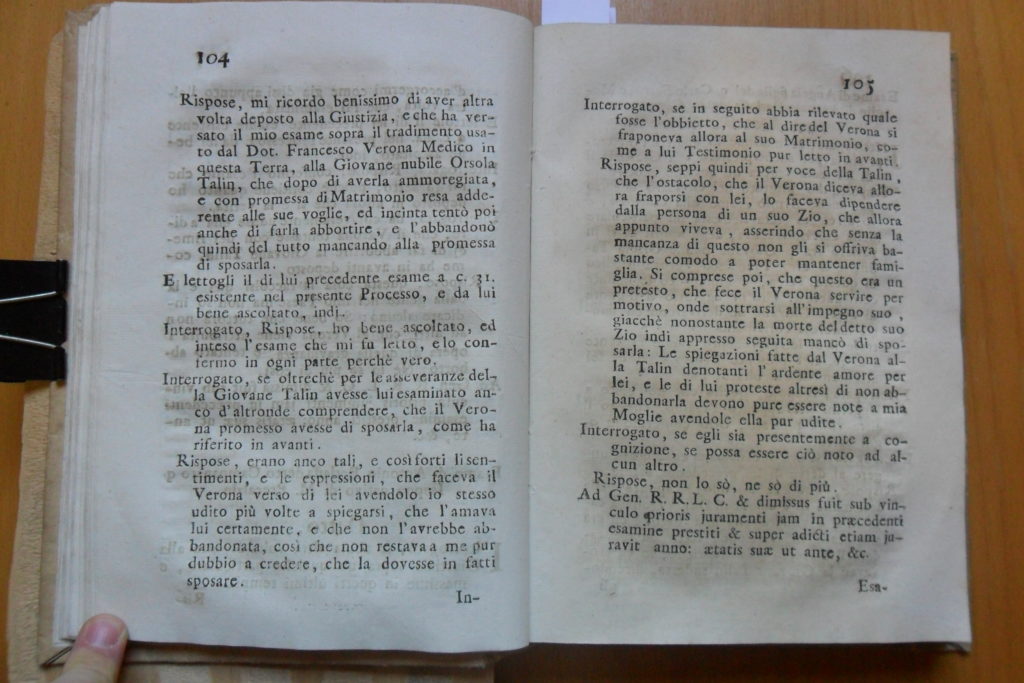 104
Rispose, mi ricordo benissimo di aver altra
volta deposto alla Giustizia, e che ha ver-
sato il mio esame sopra il tradimento usa-
to dal Dot. Francesco Verona Medico in
questa Terra, alla Giovane nubile Orsola
Talin, che dopo di averla ammoregiata,
e con promessa di Matrimonio resa adde-
rente alle sue voglie, ed incinta tentò poi
anche di farla abbortire, e l'abbandonò
quindi del tutto mancando alla promessa
di sposarla.
E lettogli il di lui precedente esame a c. 31.
esistente nel presente Processo, e da lui
bene ascoltato, indi.
Interrogato, Rispose, ho bene ascoltato, ed
inteso l'esame che mi fu letto, e lo con-
fermo in ogni parte perchè vero.
Interrogato, se oltrechè per le asseveranze del-
la Giovane Talin avesse lui esaminato an-
co d'altronde comprendere, che il Vero-
na promesso avesse di sposarla, come ha
riferito in avanti.
Rispose, erano anco tali, e così forti li sen-
timenti, e le espressioni, che faceva il
Verona verso di lei avendolo io stesso
udito più volte a spiegarsi, che l'amava
lui certamente, e che non l'avrebbe ab-
bandonata, così che non restava a me pur
dubbio a credere, che la dovesse in fatti
sposare.
In-
105
Interrogato, se in seguito abbia rilevato quale
fosse l'obbietto, che al dire del Verona si
fraponeva allora al suo Matrimonio, co-
me a lui Testimonio pur letto in avanti.
Rispose, seppi quindi per voce della Talin,
che l'ostacolo, che il Verona diceva allo-
ra fraporsi con lei, lo faceva dipendere
dalla persona di un suo Zio, che allora
appunto viveva, asserindo che senza la
mancanza di questo non gli si offriva ba-
stante comodo a poter mantener fami-
glia. Si comprese poi, che questo era un
pretesto, che fece il Verona servire per
motivo, onde sottrarsi all'impegno suo,
giacchè nonostante la morte del detto suo
Zio indi appresso seguita mancò di spo-
sarla: Le spiegazioni fatte dal Verona al-
la Talin denotanti l'ardente amore per
lei, e le di lui proteste altresì di non ab-
bandonarla devono pure essere note a mia
Moglie avendole ella pur udite.
Interrogato, se egli sia presentemente a co-
gnizione, se possa essere ciò noto ad al-
cun altro.
Rispose, non lo sò, ne sò di più.
Ad Gen. R. R. L. C. & dimissus fuit sub vin-
culo prioris juramenti jam in præcedenti
esamine prestiti & super adicti etiam ju-
ravit anno: ætatis suæ ut ante, &c.
Esa-